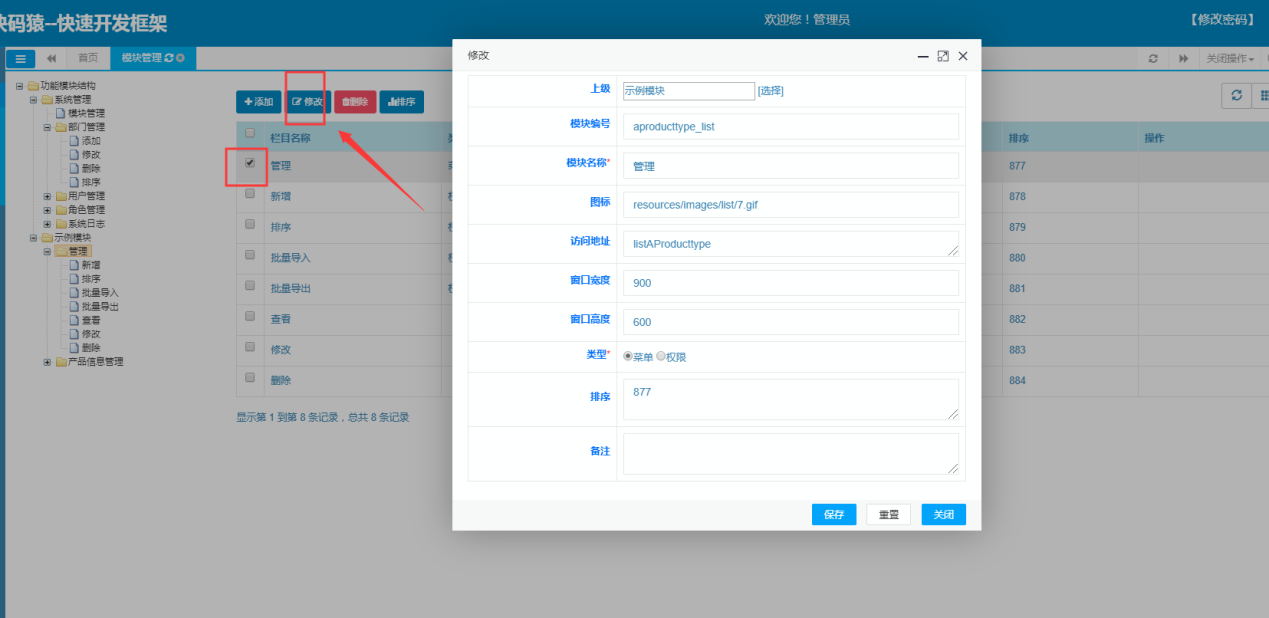 快码猿--快速开发框架
欢迎您！管理员
【修改密码】
首页
模块管理
关闭操作
功能模块结构
系统管理
模块管理
部门管理
添加
修改
删除
排序
用户管理
角色管理
系统日志
示例模块
管理
新增
排序
批量导入
批量导出
查看
修改
删除
产品信息管理
添加 修改 删除 排序
栏目名称 排序 操作
管理 877
新增 878
排序 879
批量导入 880
批量导出 881
查看 882
修改 883
删除 884
显示第 1 到第 8 条记录，总共 8 条记录
修改
上级 示例模块 [选择]
模块编号 aproducttype_list
模块名称* 管理
图标 resources/images/list/7.gif
访问地址 listAProducttype
窗口宽度 900
窗口高度 600
类型* 菜单 权限
排序 877
备注
保存 重置 关闭